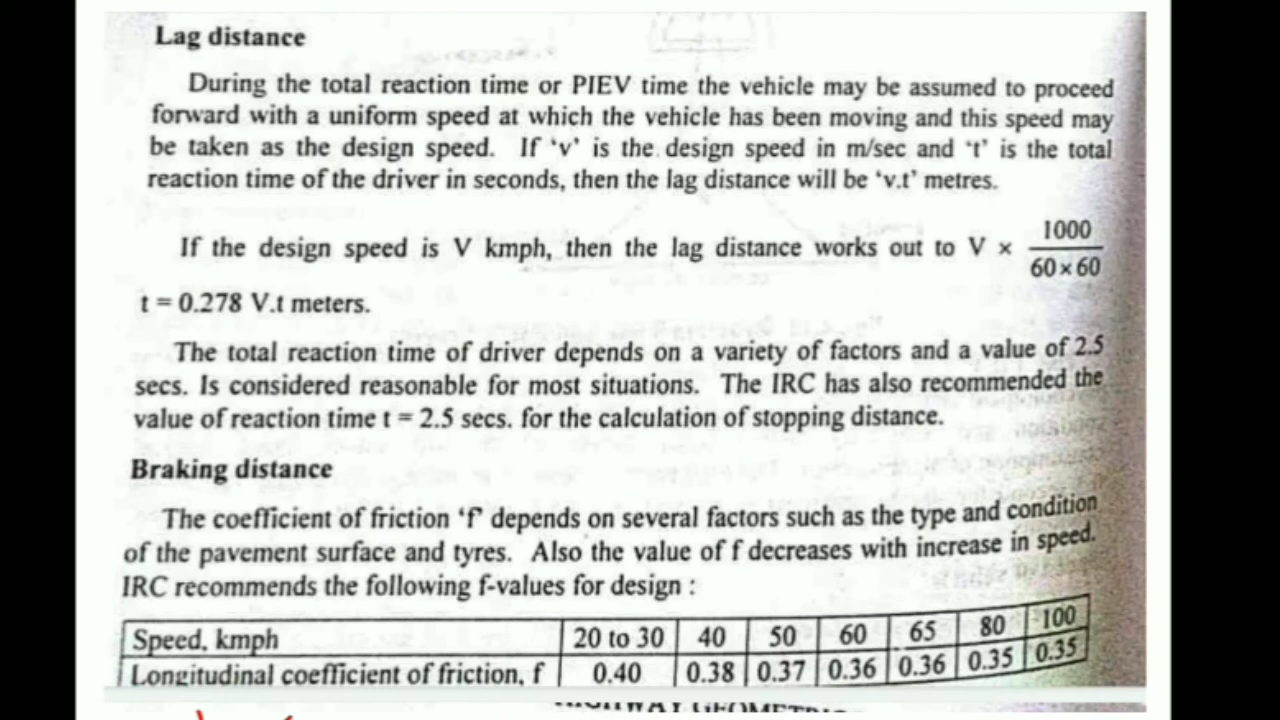 Lag distance
During the total reaction time or PIEV time the vehicle may be assumed to proceed
forward with a uniform speed at which the vehicle has been moving and this speed may
be taken as the design speed. If 'v' is the design speed in m/sec and 't' is the total
reaction time of the driver in seconds, then the lag distance will be 'v.t' metres.
If the design speed is V kmph, then the lag distance works out to V × 1000
60 × 60
t = 0.278 V.t meters.
The total reaction time of driver depends on a variety of factors and a value of 2.5
secs. Is considered reasonable for most situations. The IRC has also recommended the
value of reaction time t = 2.5 secs. for the calculation of stopping distance.
Braking distance
The coefficient of friction 'f' depends on several factors such as the type and condition
of the pavement surface and tyres. Also the value of f decreases with increase in speed.
IRC recommends the following f-values for design :
Speed, kmph 20 to 30 40 50 60 65 80 100
Longitudinal coefficient of friction, f 0.40 0.38 0.37 0.36 0.36 0.35 0.35